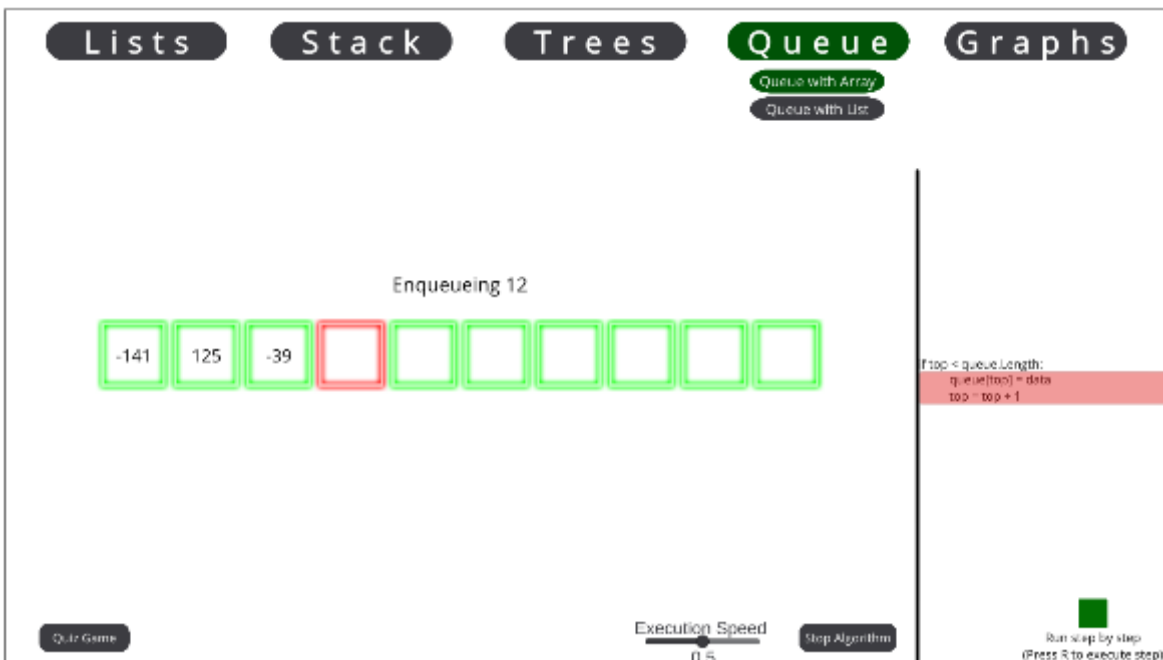 Lists Stack Trees Queue Graphs
Queue with Array
Queue with List
Enqueueing 12
-141 125 -39
if top < queue.Length:
queue[top] = data
top = top + 1
Quiz Game
Execution Speed
0.5
Stop Algorithm
Run step by step
(Press R to execute step)